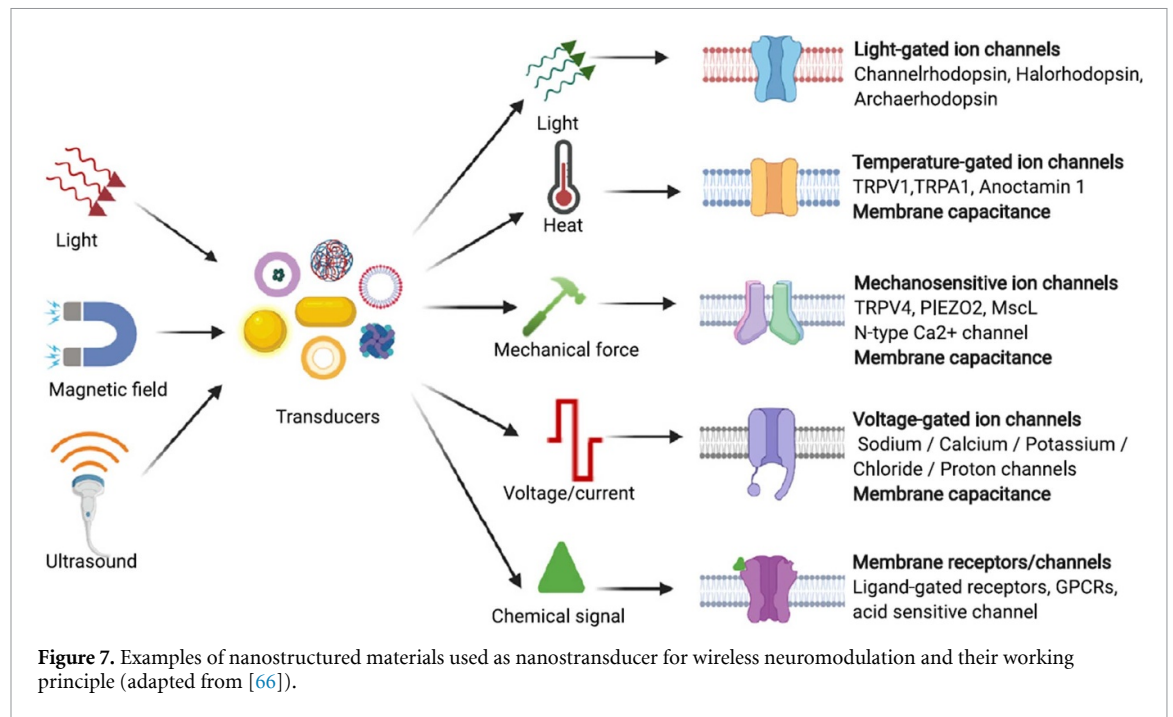 Light
Magnetic field
Ultrasound
Transducers
Light
Heat
Mechanical force
Voltage/current
Chemical signal
Light-gated ion channels
Channelrhodopsin, Halorhodopsin,
Archaerhodopsin
Temperature-gated ion channels
TRPV1,TRPA1, Anoctamin 1
Membrane capacitance
Mechanosensitive ion channels
TRPV4, P|EZO2, MscL
N-type Ca2+ channel
Membrane capacitance
Voltage-gated ion channels
Sodium / Calcium / Potassium /
Chloride / Proton channels
Membrane capacitance
Membrane receptors/channels
Ligand-gated receptors, GPCRs,
acid sensitive channel
Figure 7. Examples of nanostructured materials used as nanotransducer for wireless neuromodulation and their working
principle (adapted from [66]).